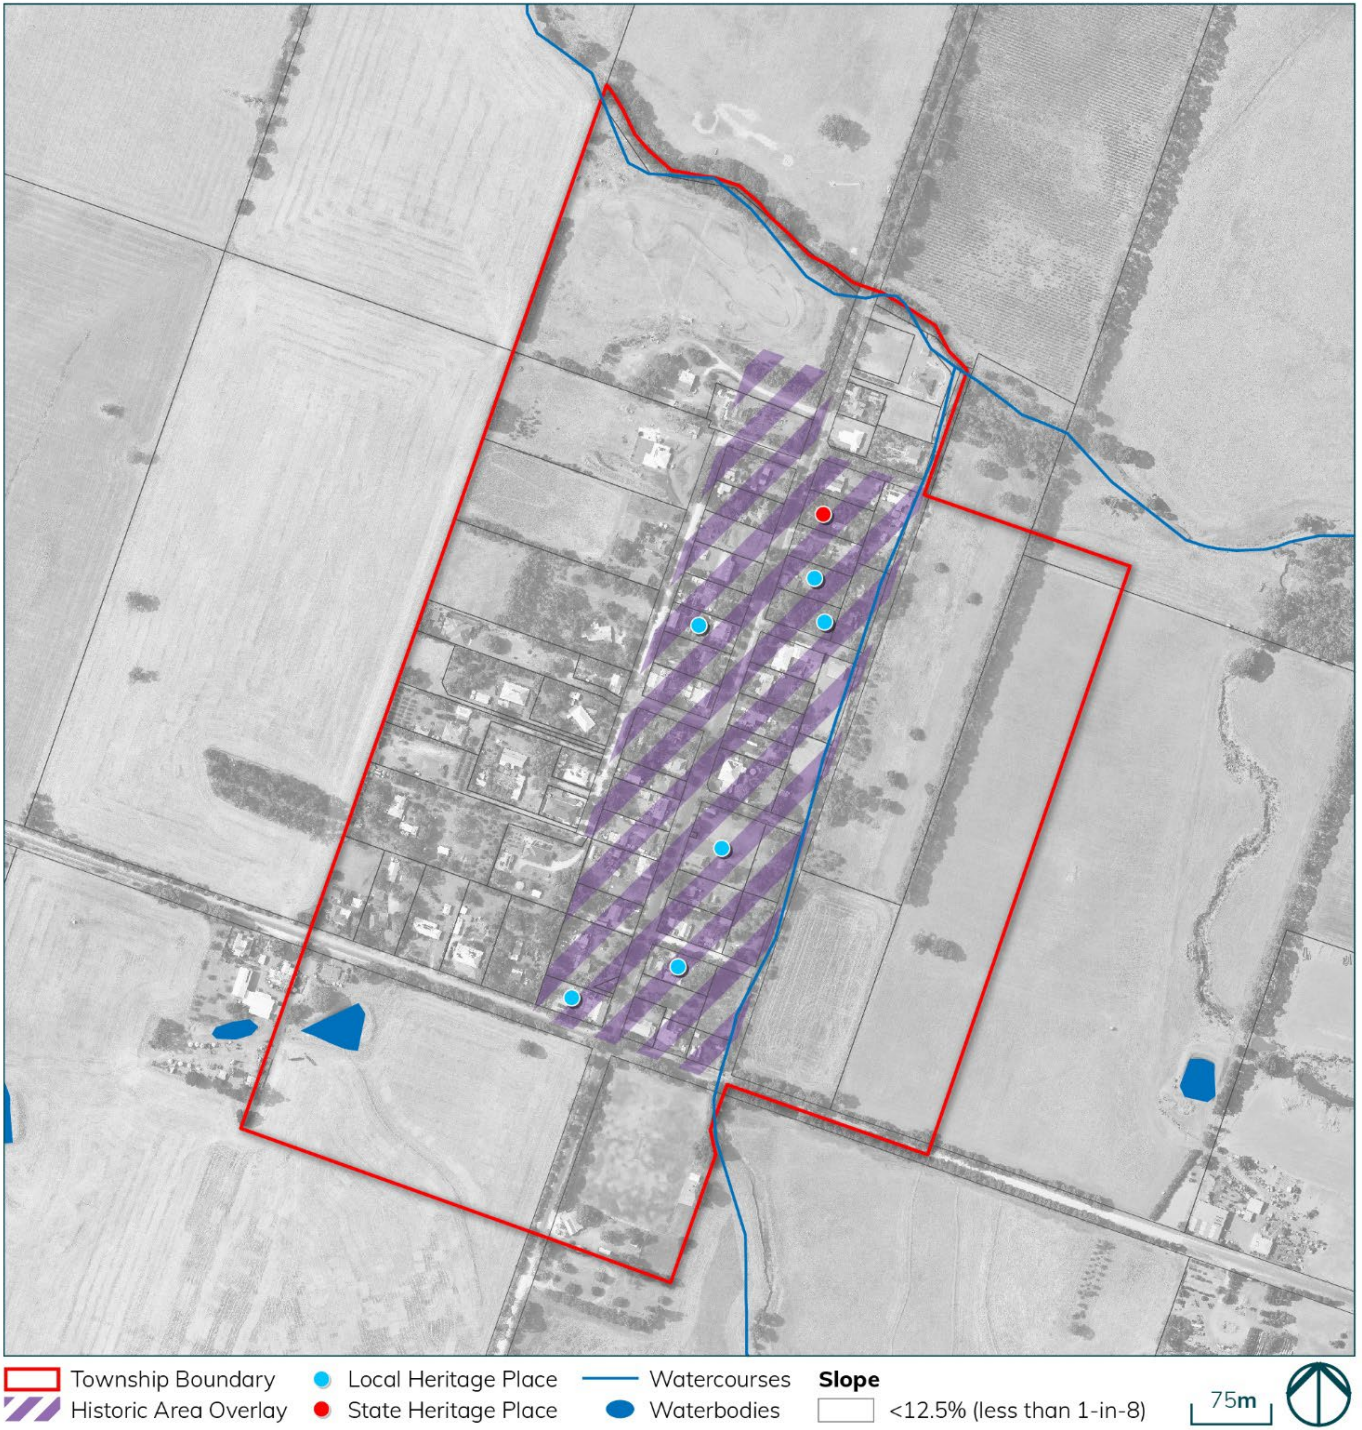 Township Boundary Local Heritage Place Watercourses Slope
Historic Area Overlay State Heritage Place Waterbodies <12.5% (less than 1-in-8) 75m